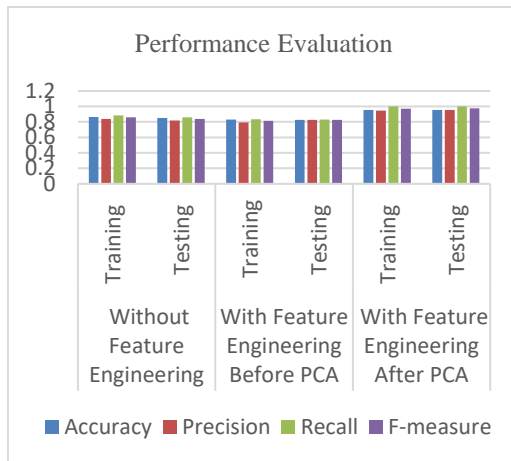 Performance Evaluation
1.2
1
0.8
0.6
0.4
0.2
0
Training
Testing
Training
Testing
Training
Testing
Without
Feature
Engineering
With Feature
Engineering
Before PCA
With Feature
Engineering
After PCA
Accuracy
Precision
Recall
F-measure